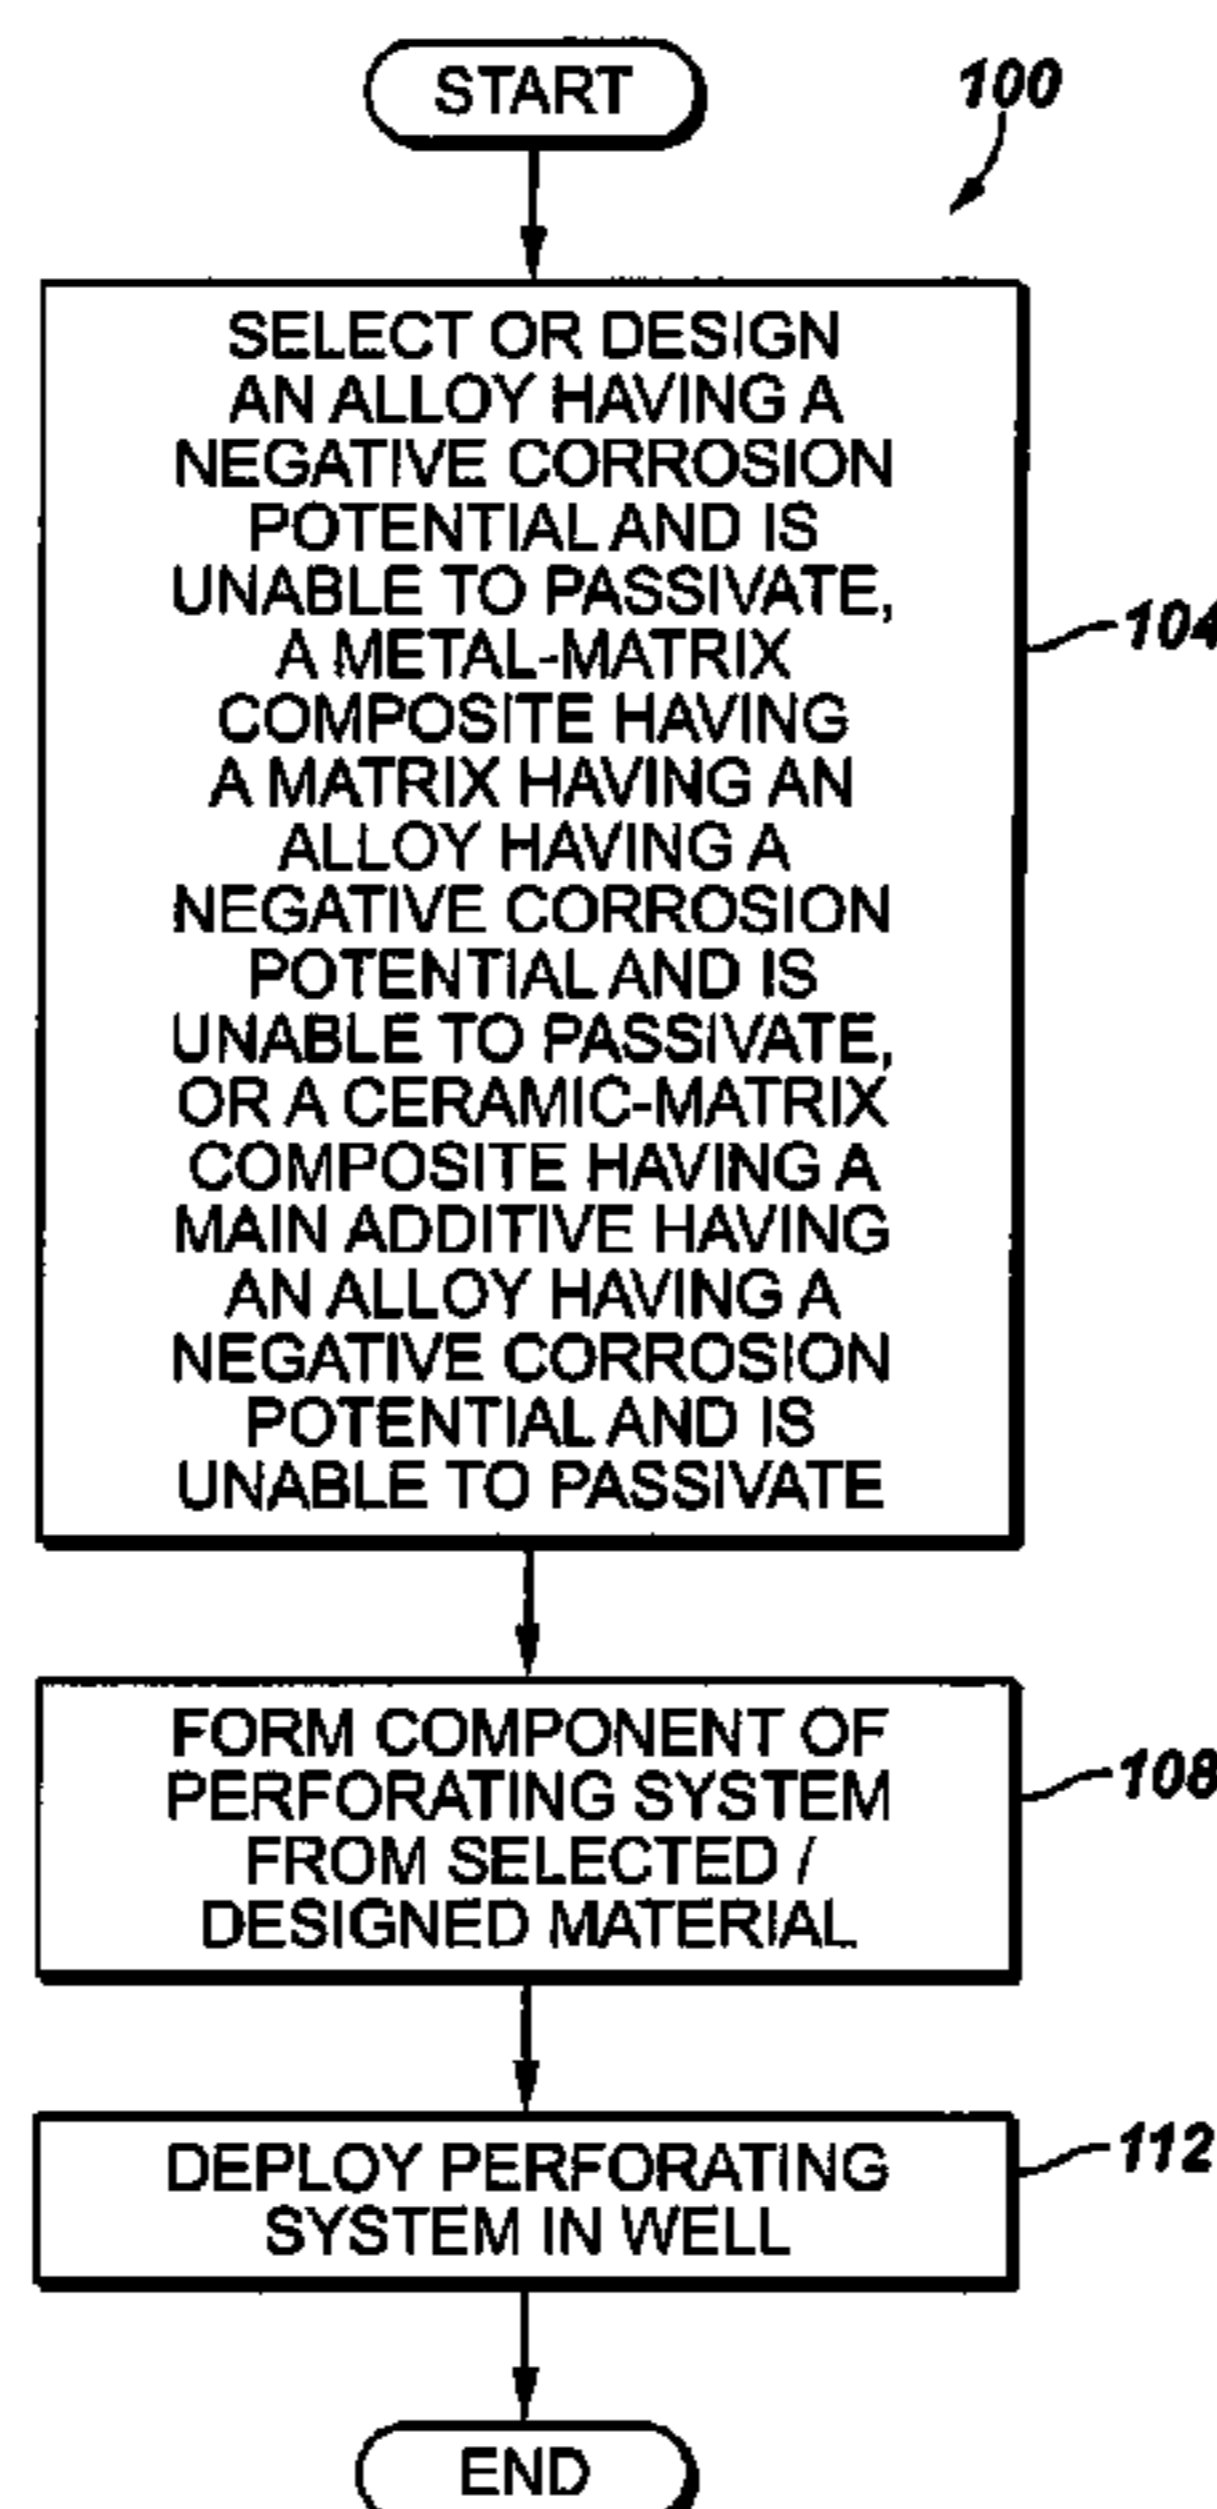 START
100
SELECT OR DESIGN
AN ALLOY HAVING A
NEGATIVE CORROSION
POTENTIAL AND IS
UNABLE TO PASSIVATE,
A METAL-MATRIX
COMPOSITE HAVING
A MATRIX HAVING AN
ALLOY HAVING A
NEGATIVE CORROSION
POTENTIAL AND IS
UNABLE TO PASSIVATE,
OR A CERAMIC-MATRIX
COMPOSITE HAVING A
MAIN ADDITIVE HAVING
AN ALLOY HAVING A
NEGATIVE CORROSION
POTENTIAL AND IS
UNABLE TO PASSIVATE
104
FORM COMPONENT OF
PERFORATING SYSTEM
FROM SELECTED /
DESIGNED MATERIAL
108
DEPLOY PERFORATING
SYSTEM IN WELL
112
END